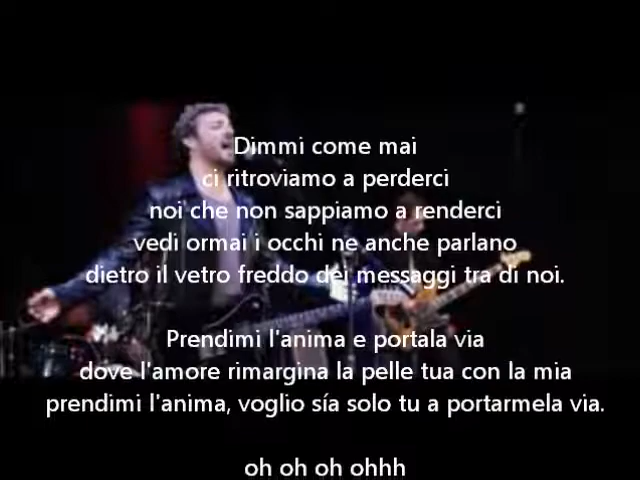 Dimmi come mai
ci ritroviamo a perderci
noi che non sappiamo a renderci
vedi ormai i occhi ne anche parlano
dietro il vetro freddo dei messaggi tra di noi.
Prendimi l'anima e portala via
dove l'amore rimargina la pelle tua con la mia
prendimi l'anima, voglio sía solo tu a portarmela via.
oh oh oh ohhh